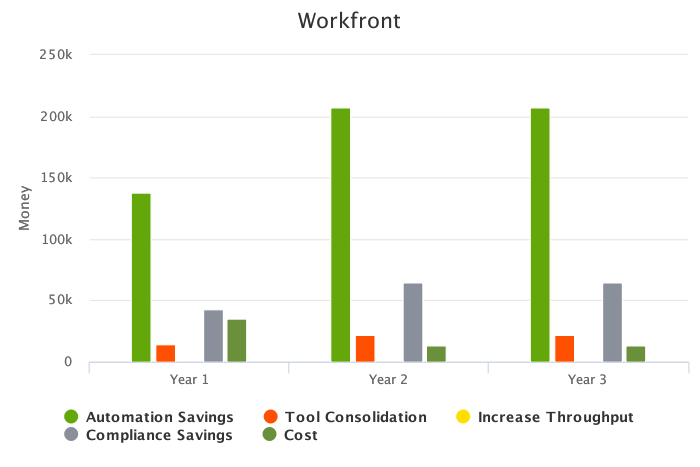 Workfront
250k
200k
150k
100k
50k
0
Money
Year 1
Year 2
Year 3
Automation Savings
Tool Consolidation
Increase Throughput
Compliance Savings
Cost